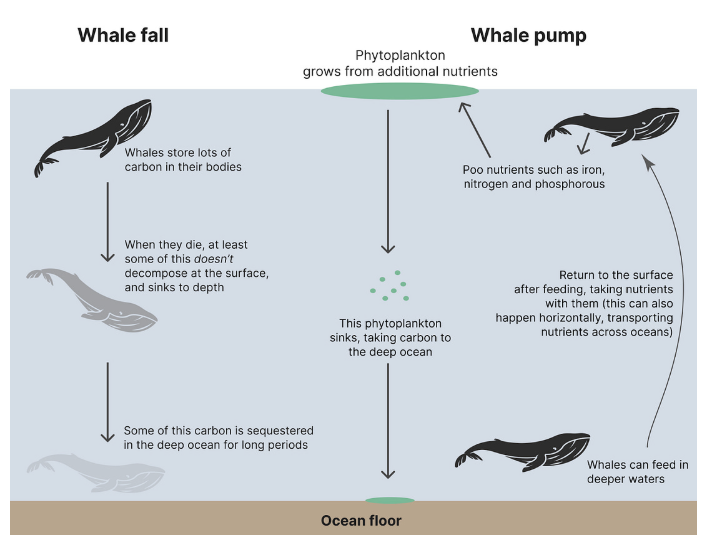 Whale fall
Whales store lots of
carbon in their bodies
When they die, at least
some of this doesn't
decompose at the surface,
and sinks to depth
Some of this carbon is sequestered
in the deep ocean for long periods
Whale pump
Phytoplankton
grows from additional nutrients
Poo nutrients such as iron,
nitrogen and phosphorous
This phytoplankton
sinks, taking carbon to
the deep ocean
Return to the surface
after feeding, taking nutrients
with them (this can also
happen horizontally, transporting
nutrients across oceans)
Whales can feed in
deeper waters
Ocean floor